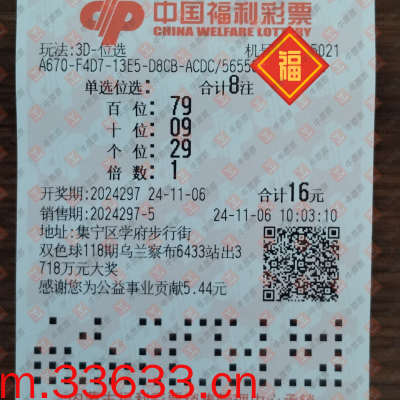 中国福利彩票
CHINA WELFARE LOTTERY
玩法:3D-位选
5021
A670-F4D7-13E5-D8CB-ACDC/5655
福
单选位选: 合计8注
百位: 79
十位: 09
个位: 29
倍数: 1
开奖期:2024297 24-11-06 合计16元
销售期:2024297-5 24-11-06 10:03:10
地址:集宁区学府步行街
双色球118期乌兰察布6433站出3
718万元大奖
感谢您为公益事业贡献5.44元
m.33633.cn